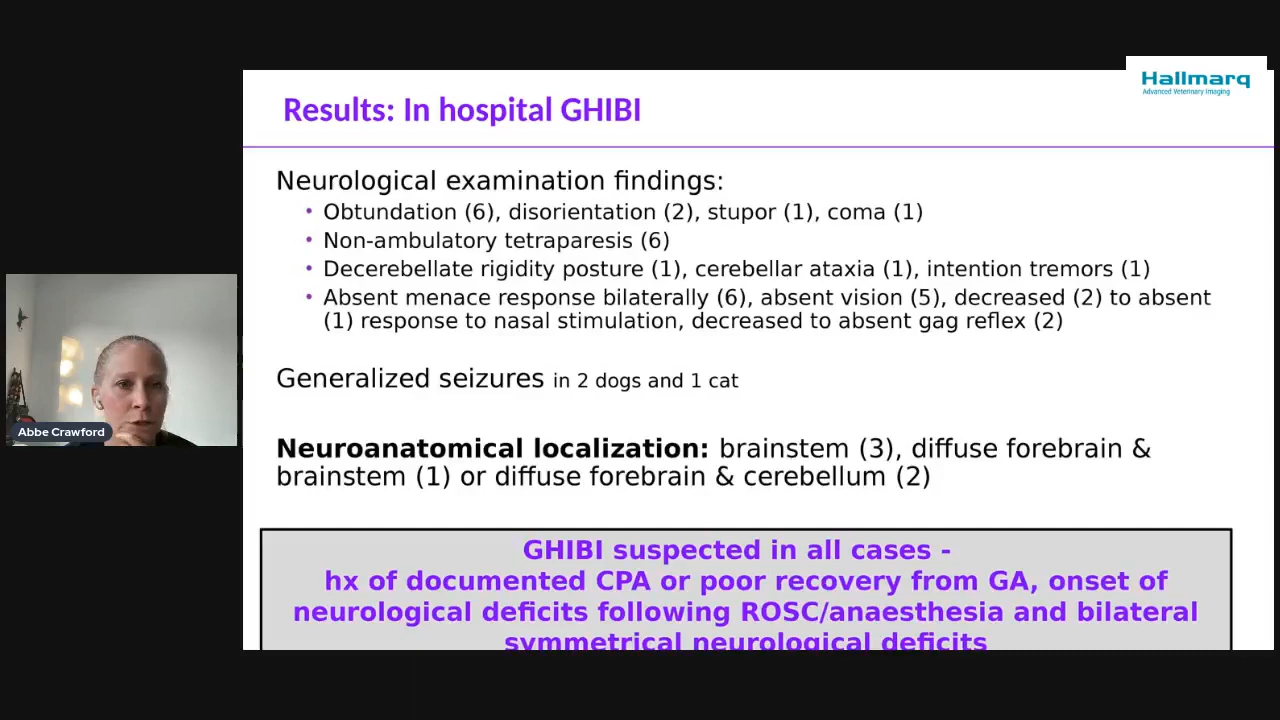 Hallmarq
Advanced Veterinary Imaging
Results: In hospital GHIBI
Neurological examination findings:
• Obtundation (6), disorientation (2), stupor (1), coma (1)
• Non-ambulatory tetraparesis (6)
• Decerebellate rigidity posture (1), cerebellar ataxia (1), intention tremors (1)
• Absent menace response bilaterally (6), absent vision (5), decreased (2) to absent
(1) response to nasal stimulation, decreased to absent gag reflex (2)
Generalized seizures in 2 dogs and 1 cat
Neuroanatomical localization: brainstem (3), diffuse forebrain &
brainstem (1) or diffuse forebrain & cerebellum (2)
GHIBI suspected in all cases -
hx of documented CPA or poor recovery from GA, onset of
neurological deficits following ROSC/anaesthesia and bilateral
symmetrical neurological deficits
Abbe Crawford